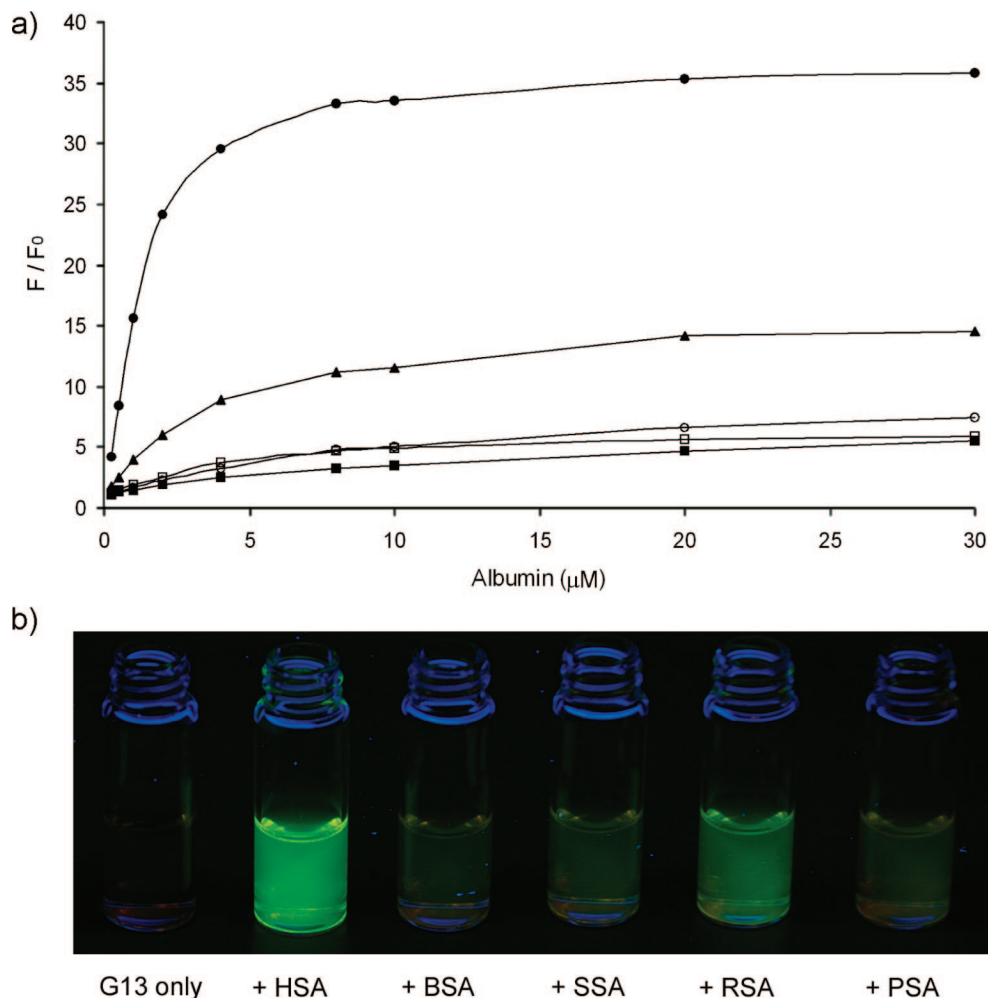 a)
40
35
30
25
20
15
10
5
0
F / F₀
0 5 10 15 20 25 30
Albumin (μM)
b)
G13 only + HSA + BSA + SSA + RSA + PSA